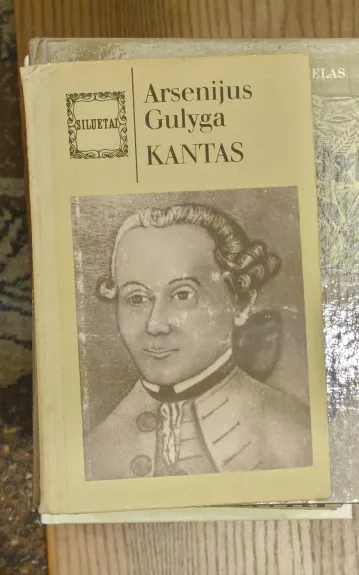 SILUETAI
Arsenijus
Gulyga
KANTAS
ELAS